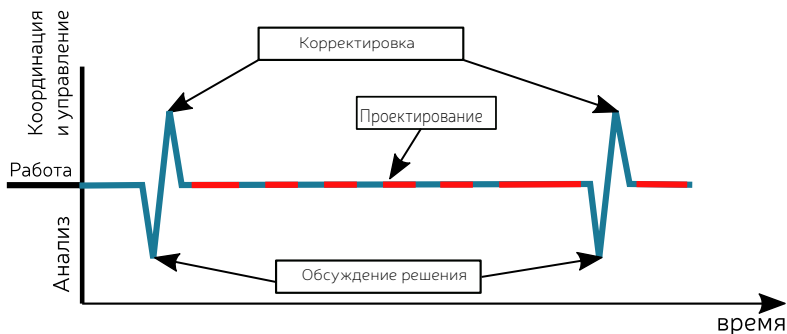 Координация
и управление
Корректировка
Проектирование
Работа
Анализ
Обсуждение решения
время